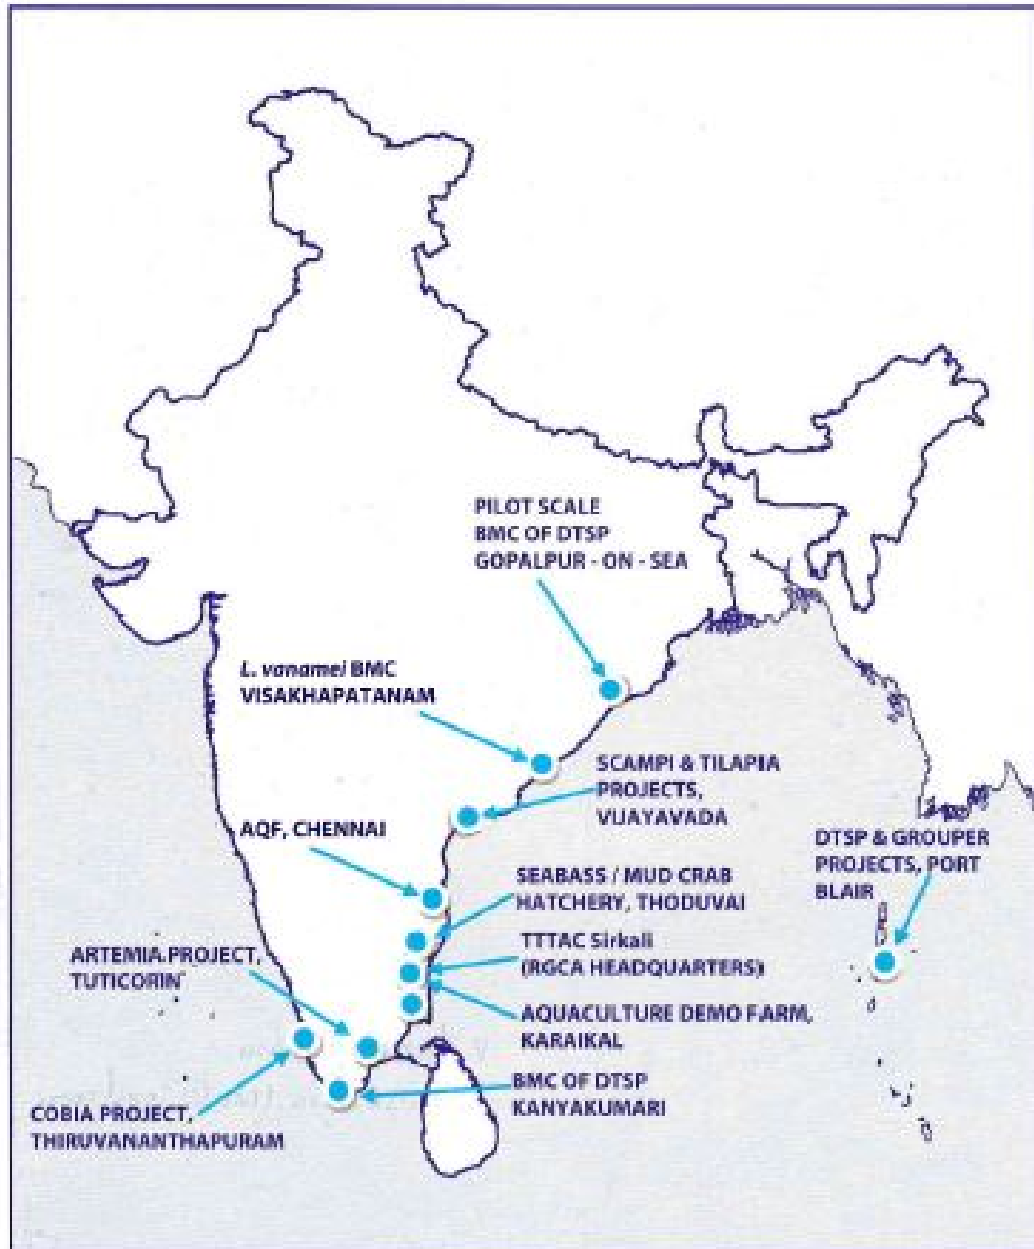 PILOT SCALE
BMC OF DTSP
GOPALPUR - ON - SEA
L. vanamei BMC
VISAKHAPATANAM
SCAMPI & TILAPIA
PROJECTS,
VIJAYAVADA
AQF, CHENNAI
DTSP & GROUPER
PROJECTS, PORT
BLAIR
SEABASS / MUD CRAB
HATCHERY, THODUVAI
TTTAC Sirkali
(RGCA HEADQUARTERS)
ARTEMIA PROJECT,
TUTICORIN
AQUACULTURE DEMO FARM,
KARAIKAL
BMC OF DTSP
KANYAKUMARI
COBIA PROJECT,
THIRUVANANTHAPURAM